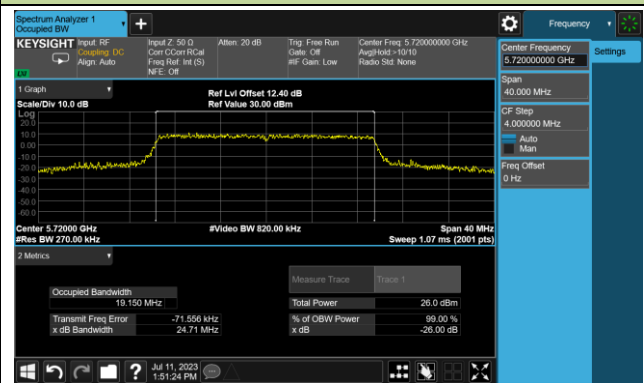 Spectrum Analyzer 1
Occupied BW
Frequency
KEYSIGHT
Input: RF
Coupling: DC
Align: Auto
Input Z: 50 Ω
Corr CCorr RCal
Freq Ref: Int (S)
NFE: Off
Atten: 20 dB
Trig: Free Run
Gate: Off
#IF Gain: Low
Center Freq: 5.720000000 GHz
Avg|Hold:>10/10
Radio Std: None
Center Frequency
5.720000000 GHz
Settings
Span
40.000 MHz
CF Step
4.000000 MHz
Auto
Man
Freq Offset
0 Hz
1 Graph
Scale/Div 10.0 dB
Ref Lvl Offset 12.40 dB
Ref Value 30.00 dBm
Log
20.0
10.0
0.00
-10.0
-20.0
-30.0
-40.0
-50.0
-60.0
Center 5.72000 GHz
#Res BW 270.00 kHz
#Video BW 820.00 kHz
Span 40 MHz
Sweep 1.07 ms (2001 pts)
2 Metrics
Measure Trace
Trace 1
Occupied Bandwidth
19.150 MHz
Total Power
26.0 dBm
Transmit Freq Error
-71.556 kHz
% of OBW Power
99.00 %
x dB Bandwidth
24.71 MHz
x dB
-26.00 dB
?
Jul 11, 2023
1:51:24 PM